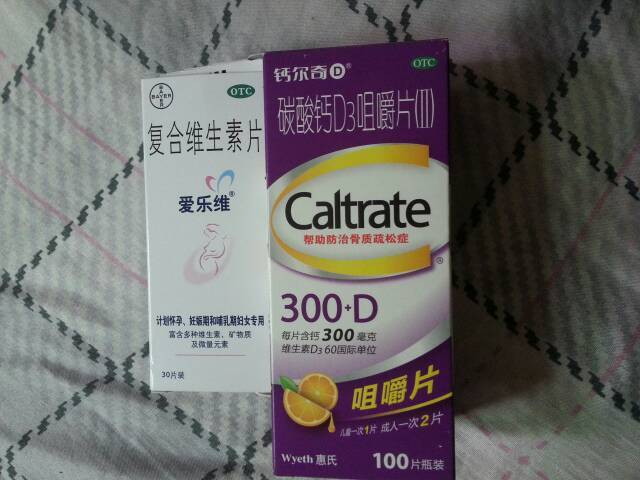 BAYER
OTC
复合维生素片
爱乐维®
计划怀孕、妊娠期和哺乳期妇女专用
富含多种维生素、矿物质
及微量元素
30片装
钙尔奇D®
OTC
碳酸钙D3咀嚼片(II)
Caltrate®
帮助防治骨质疏松症
300+D
每片含钙300毫克
维生素D3 60国际单位
咀嚼片
儿童一次1片 成人一次2片
Wyeth 惠氏
100片瓶装